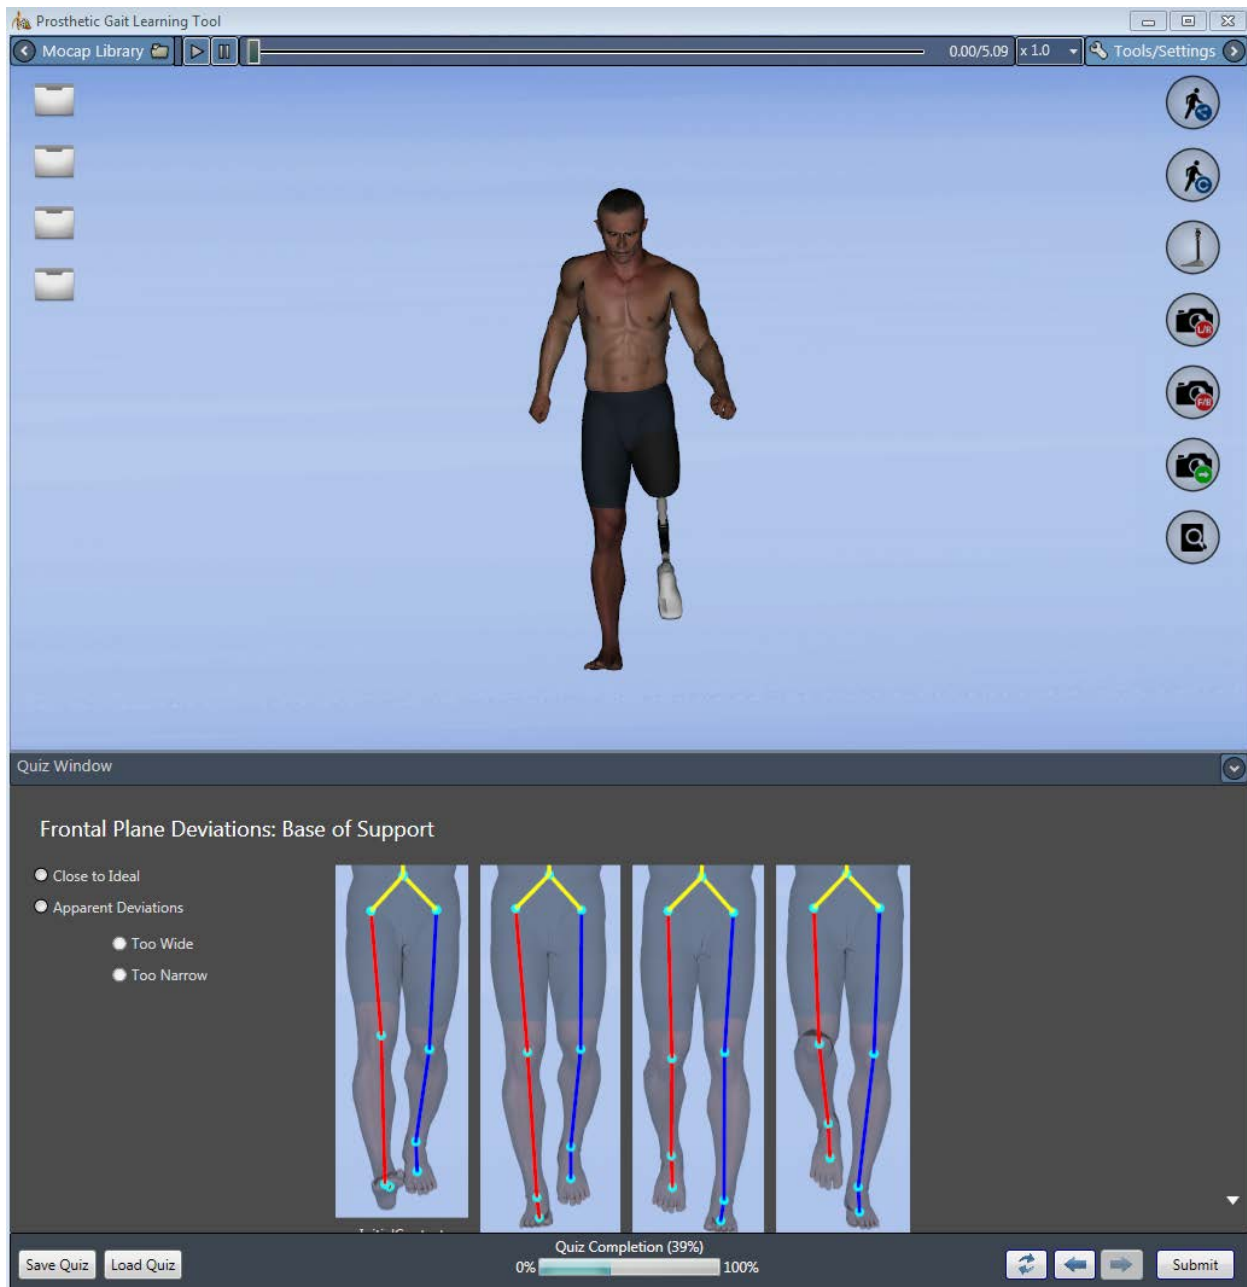 Prosthetic Gait Learning Tool
Mocap Library 0.00/5.09 x 1.0 Tools/Settings
L/R
F/B
Quiz Window
Frontal Plane Deviations: Base of Support
Close to Ideal
Apparent Deviations
Too Wide
Too Narrow
Quiz Completion (39%)
Save Quiz Load Quiz 0% 100% Submit